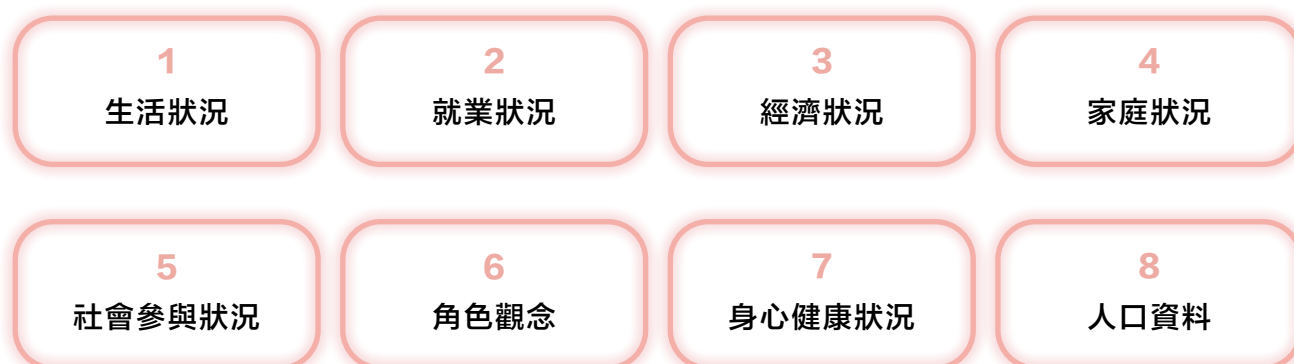 1
生活狀況
2
就業狀況
3
經濟狀況
4
家庭狀況
5
社會參與狀況
6
角色觀念
7
身心健康狀況
8
人口資料